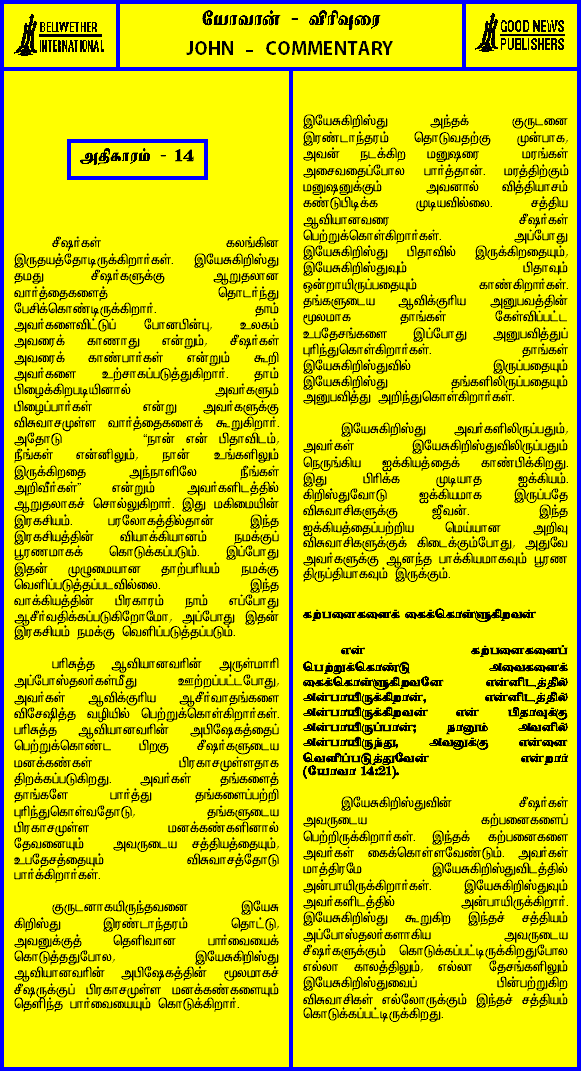 BELIWETHER
INTERNATIONAL
யோவான் - விரிவுரை
JOHN - COMMENTARY
GOOD NEWS
PUBLISHERS
அதிகாரம் - 14
சீஷர்கள் கலங்கின
இருதயத்தோடிருக்கிறார்கள். இயேசுகிறிஸ்து
தமது சீஷர்களுக்கு ஆறுதலான
வார்த்தைகளைத் தொடர்ந்து
பேசிக்கொண்டிருக்கிறார். தாம்
அவர்களைவிட்டுப் போனபின்பு, உலகம்
அவரைக் காணாது என்றும், சீஷர்கள்
அவரைக் காண்பார்கள் என்றும் கூறி
அவர்களை உற்சாகப்படுத்துகிறார். தாம்
பிழைக்கிறபடியினால் அவர்களும்
பிழைப்பார்கள் என்று அவர்களுக்கு
விசுவாசமுள்ள வார்த்தைகளைக் கூறுகிறார்.
அதோடு "நான் என் பிதாவிடம்,
நீங்கள் என்னிலும், நான் உங்களிலும்
இருக்கிறதை அந்நாளிலே நீங்கள்
அறிவீர்கள்" என்றும் அவர்களிடத்தில்
ஆறுதலாகச் சொல்லுகிறார். இது மகிமையின்
இரகசியம். பரலோகத்தில்தான் இந்த
இரகசியத்தின் வியாக்கியானம் நமக்குப்
பூரணமாகக் கொடுக்கப்படும். இப்போது
இதன் முழுமையான தாற்பரியம் நமக்கு
வெளிப்படுத்தப்படவில்லை. இந்த
வாக்கியத்தின் பிரகாரம் நாம் எப்போது
ஆசீர்வதிக்கப்படுகிறோமோ, அப்போது இதன்
இரகசியம் நமக்கு வெளிப்படுத்தப்படும்.
பரிசுத்த ஆவியானவரின் அருள்மாரி
அப்போஸ்தலர்கள்மீது ஊற்றப்பட்டபோது,
அவர்கள் ஆவிக்குரிய ஆசீர்வாதங்களை
விசேஷித்த வழியில் பெற்றுக்கொள்கிறார்கள்.
பரிசுத்த ஆவியானவரின் அபிஷேகத்தைப்
பெற்றுக்கொண்ட பிறகு சீஷர்களுடைய
மனக்கண்கள் பிரகாசமுள்ளதாக
திறக்கப்படுகிறது. அவர்கள் தங்களைத்
தாங்களே பார்த்து தங்களைப்பற்றி
புரிந்துகொள்வதோடு, தங்களுடைய
பிரகாசமுள்ள மனக்கண்களினால்
தேவனையும் அவருடைய சத்தியத்தையும்,
உபதேசத்தையும் விசுவாசத்தோடு
பார்க்கிறார்கள்.
குருடனாகயிருந்தவனை இயேசு
கிறிஸ்து இரண்டாந்தரம் தொட்டு,
அவனுக்குத் தெளிவான பார்வையைக்
கொடுத்ததுபோல, இயேசுகிறிஸ்து
ஆவியானவரின் அபிஷேகத்தின் மூலமாகச்
சீஷருக்குப் பிரகாசமுள்ள மனக்கண்களையும்
தெளிந்த பார்வையையும் கொடுக்கிறார்.
இயேசுகிறிஸ்து அந்தக் குருடனை
இரண்டாந்தரம் தொடுவதற்கு முன்பாக,
அவன் நடக்கிற மனுஷரை மரங்கள்
அசைவதைப்போல பார்த்தான். மரத்திற்கும்
மனுஷனுக்கும் அவனால் வித்தியாசம்
கண்டுபிடிக்க முடியவில்லை. சத்திய
ஆவியானவரை சீஷர்கள்
பெற்றுக்கொள்கிறார்கள். அப்போது
இயேசுகிறிஸ்து பிதாவில் இருக்கிறதையும்,
இயேசுகிறிஸ்துவும் பிதாவும்
ஒன்றாயிருப்பதையும் காண்கிறார்கள்.
தங்களுடைய ஆவிக்குரிய அனுபவத்தின்
மூலமாக தாங்கள் கேள்விப்பட்ட
உபதேசங்களை இப்போது அனுபவித்துப்
புரிந்துகொள்கிறார்கள். தாங்கள்
இயேசுகிறிஸ்துவில் இருப்பதையும்
இயேசுகிறிஸ்து தங்களிலிருப்பதையும்
அனுபவித்து அறிந்துகொள்கிறார்கள்.
இயேசுகிறிஸ்து அவர்களிலிருப்பதும்,
அவர்கள் இயேசுகிறிஸ்துவிலிருப்பதும்
நெருங்கிய ஐக்கியத்தைக் காண்பிக்கிறது.
இது பிரிக்க முடியாத ஐக்கியம்.
கிறிஸ்துவோடு ஐக்கியமாக இருப்பதே
விசுவாசிகளுக்கு ஜீவன். இந்த
ஐக்கியத்தைப்பற்றிய மெய்யான அறிவு
விசுவாசிகளுக்குக் கிடைக்கும்போது, அதுவே
அவர்களுக்கு ஆனந்த பாக்கியமாகவும் பூரண
திருப்தியாகவும் இருக்கும்.
கற்பனைகளைக் கைக்கொள்ளுகிறவன்
என் கற்பனைகளைப்
பெற்றுக்கொண்டு அவைகளைக்
கைக்கொள்ளுகிறவனே என்னிடத்தில்
அன்பாயிருக்கிறான், என்னிடத்தில்
அன்பாயிருக்கிறவன் என் பிதாவுக்கு
அன்பாயிருப்பான்; நானும் அவனில்
அன்பாயிருந்து, அவனுக்கு என்னை
வெளிப்படுத்துவேன் என்றார்
(யோவா 14:21).
இயேசுகிறிஸ்துவின் சீஷர்கள்
அவருடைய கற்பனைகளைப்
பெற்றிருக்கிறார்கள். இந்தக் கற்பனைகளை
அவர்கள் கைக்கொள்ளவேண்டும். அவர்கள்
மாத்திரமே இயேசுகிறிஸ்துவிடத்தில்
அன்பாயிருக்கிறார்கள். இயேசுகிறிஸ்துவும்
அவர்களிடத்தில் அன்பாயிருக்கிறார்.
இயேசுகிறிஸ்து கூறுகிற இந்தச் சத்தியம்
அப்போஸ்தலர்களாகிய அவருடைய
சீஷர்களுக்கும் கொடுக்கப்பட்டிருக்கிறதுபோல
எல்லா காலத்திலும், எல்லா தேசங்களிலும்
இயேசுகிறிஸ்துவைப் பின்பற்றுகிற
விசுவாசிகள் எல்லோருக்கும் இந்தச் சத்தியம்
கொடுக்கப்பட்டிருக்கிறது.